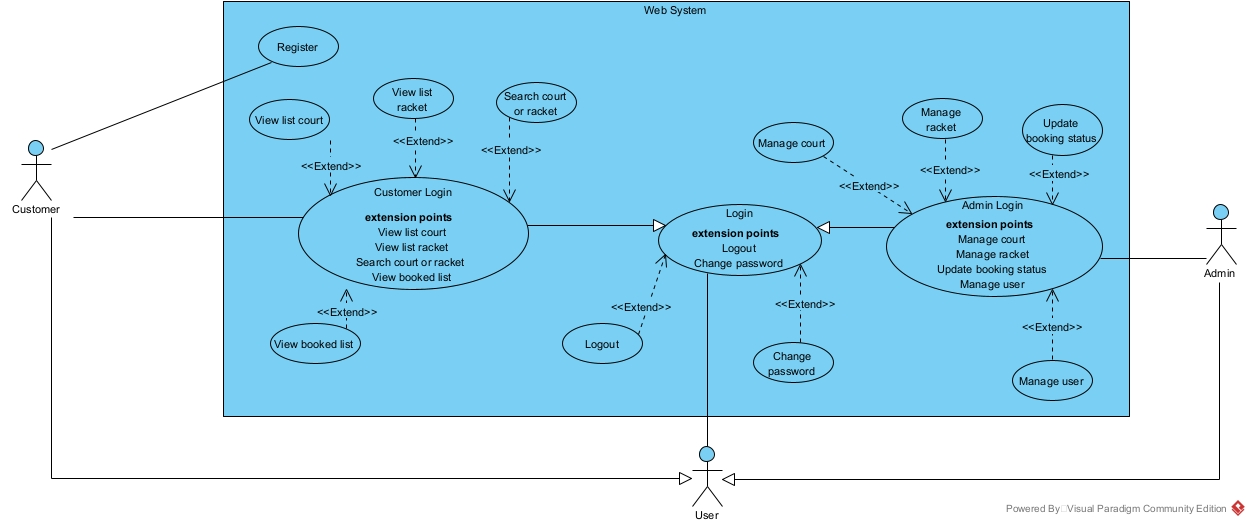 Web System
Register
View list
racket
Search court
or racket
View list court
Manage
racket
Update
booking status
Manage court
<<Extend>>
<<Extend>>
<<Extend>>
<<Extend>>
<<Extend>>
<<Extend>>
Customer
Customer Login
extension points
View list court
View list racket
Search court or racket
View booked list
Login
extension points
Logout
Change password
Admin Login
extension points
Manage court
Manage racket
Update booking status
Manage user
Admin
<<Extend>>
<<Extend>>
<<Extend>>
<<Extend>>
View booked list
Logout
Change
password
Manage user
User
Powered By Visual Paradigm Community Edition